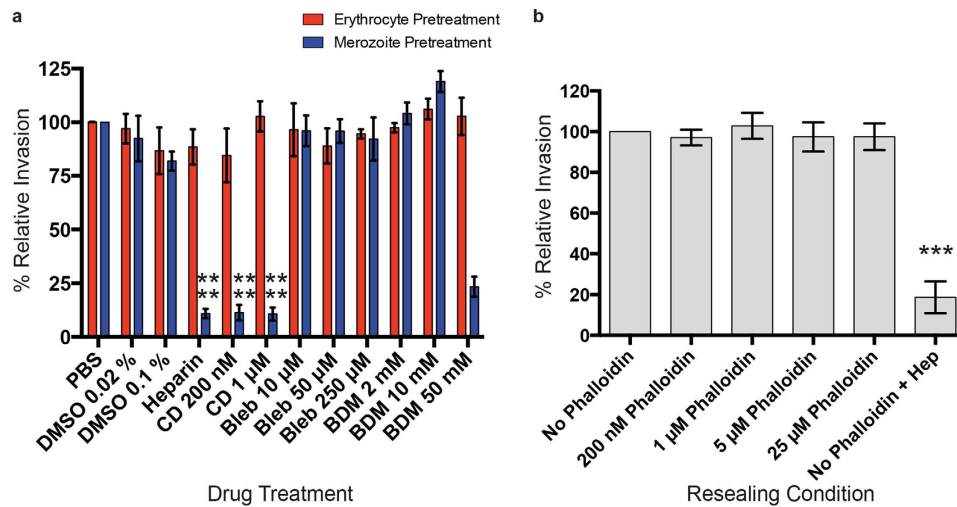 a
Erythrocyte Pretreatment
Merozoite Pretreatment
% Relative Invasion
125
100
75
50
25
0
** ** **
** ** **
PBS
DMSO 0.02 %
DMSO 0.1 %
Heparin
CD 200 nM
CD 1 µM
Bleb 10 µM
Bleb 50 µM
Bleb 250 µM
BDM 2 mM
BDM 10 mM
BDM 50 mM
Drug Treatment
b
% Relative Invasion
120
100
80
60
40
20
0
***
No Phalloidin
200 nM Phalloidin
1 µM Phalloidin
5 µM Phalloidin
25 µM Phalloidin
No Phalloidin + Hep
Resealing Condition